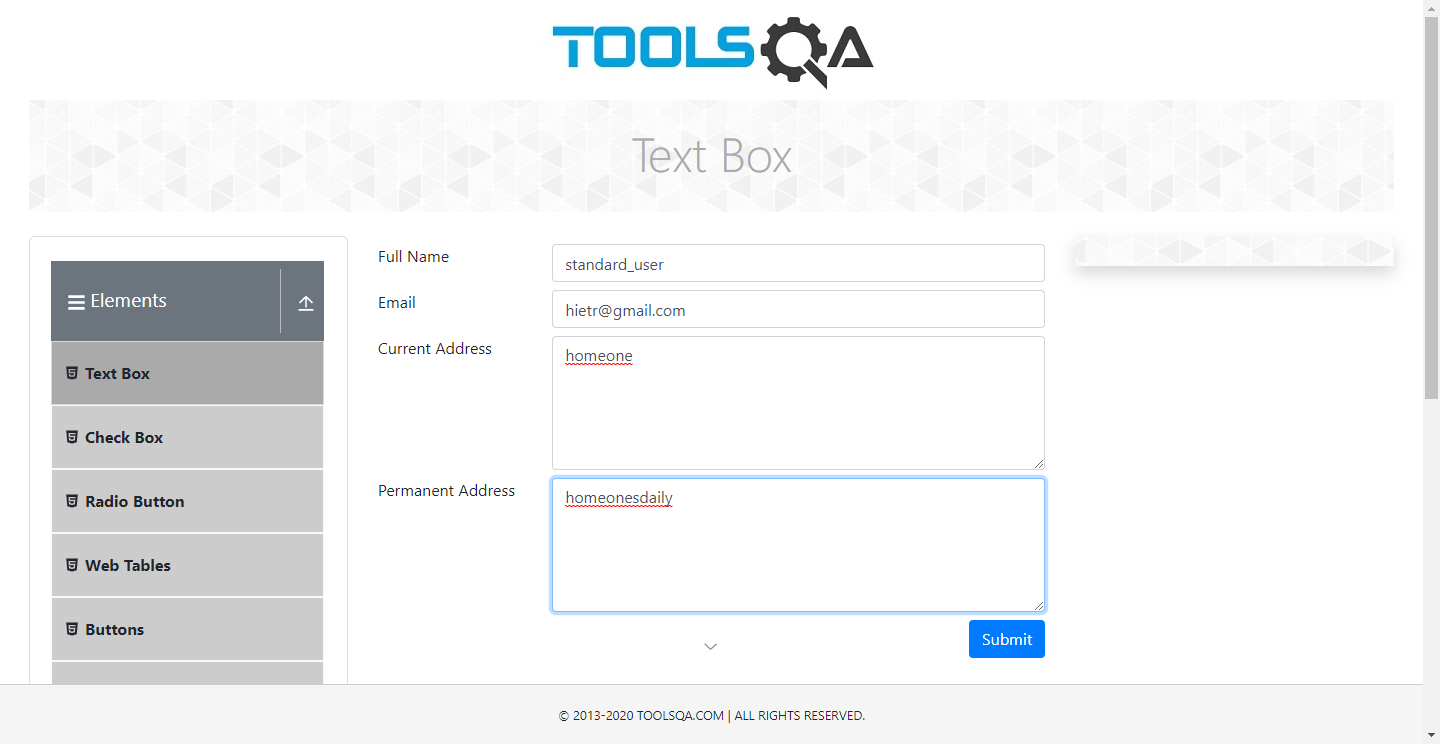 TOOLSQA
Text Box
Elements
Text Box
Check Box
Radio Button
Web Tables
Buttons
Full Name
standard_user
Email
hietr@gmail.com
Current Address
homeone
Permanent Address
homeonesdaily
Submit
© 2013-2020 TOOLSQA.COM | ALL RIGHTS RESERVED.